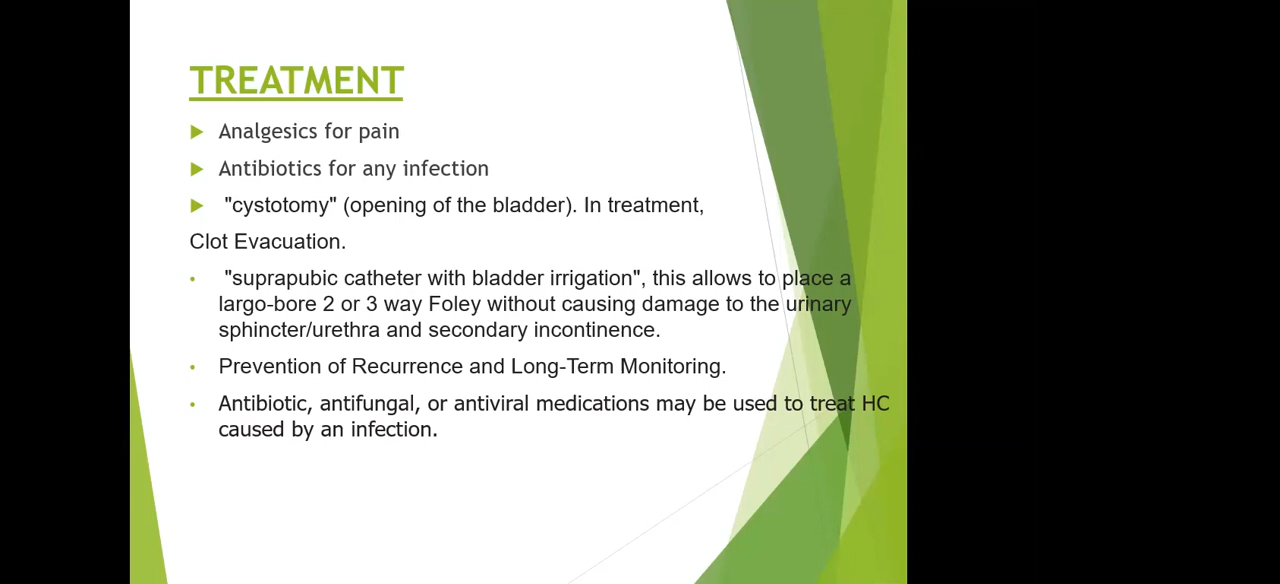 TREATMENT
Analgesics for pain
Antibiotics for any infection
"cystotomy" (opening of the bladder). In treatment,
Clot Evacuation.
"suprapubic catheter with bladder irrigation", this allows to place a
largo-bore 2 or 3 way Foley without causing damage to the urinary
sphincter/urethra and secondary incontinence.
Prevention of Recurrence and Long-Term Monitoring.
Antibiotic, antifungal, or antiviral medications may be used to treat HC
caused by an infection.